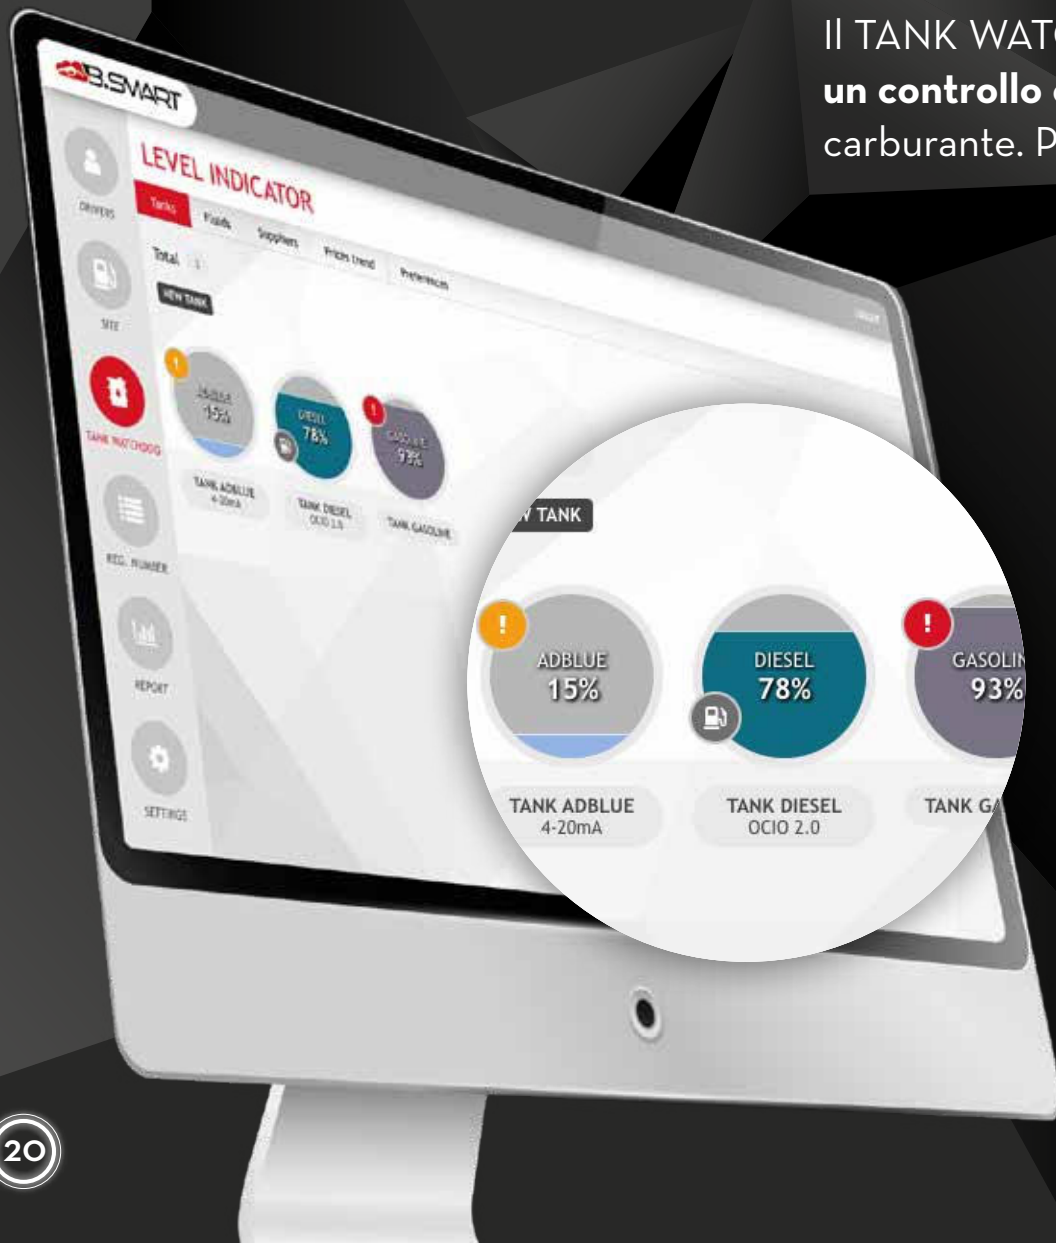 Il TANK WAT
un controllo
carburante. P
B.SMART
LEVEL INDICATOR
Tanks Fluids Suppliers Prices trend Preferences
Total
NEW TANK
DRIVERS
SITE
TANK WATCHDOG
REG. NUMBER
REPORT
SETTINGS
ADBLUE
15%
DIESEL
78%
GASOLINE
93%
TANK ADBLUE
4-20mA
TANK DIESEL
OCIO 2.0
TANK GASOLINE
W TANK
!
ADBLUE
15%
DIESEL
78%
!
GASOLIN
93%
TANK ADBLUE
4-20mA
TANK DIESEL
OCIO 2.0
TANK GA
20